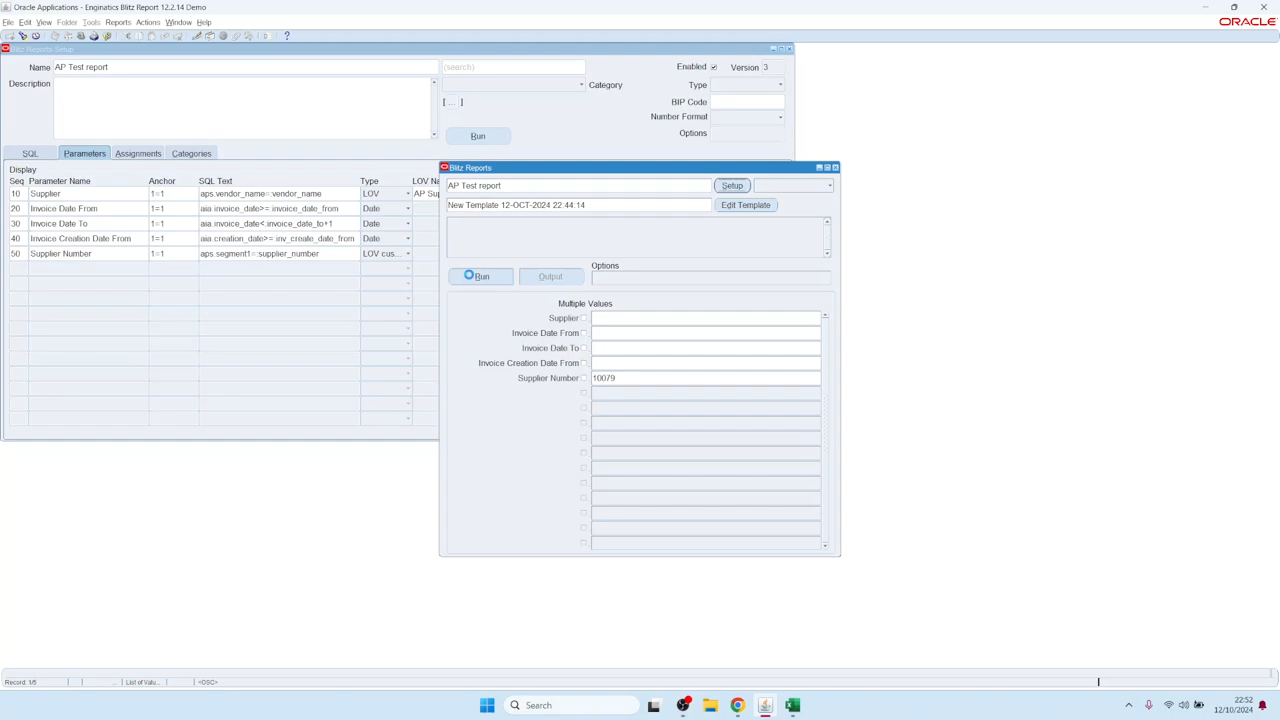 Oracle Applications - Enginatics Blitz Report 12.2.14 Demo
File Edit View Folder Tools Reports Actions Window Help
ORACLE
Blitz Reports Setup
Name AP Test report (search) Enabled Version 3
Description Category Type
[ ... ] BIP Code
Number Format
Run Options
SQL Parameters Assignments Categories
Display
Seq Parameter Name Anchor SQL Text Type LOV Na
10 Supplier 1=1 aps.vendor_name=:vendor_name LOV AP Sup
20 Invoice Date From 1=1 aia.invoice_date>=:invoice_date_from Date
30 Invoice Date To 1=1 aia.invoice_date<:invoice_date_to+1 Date
40 Invoice Creation Date From 1=1 aia.creation_date>=:inv_create_date_from Date
50 Supplier Number 1=1 aps.segment1=:supplier_number LOV cus...
Blitz Reports
AP Test report Setup
New Template 12-OCT-2024 22:44:14 Edit Template
Run Output Options
Multiple Values
Supplier
Invoice Date From
Invoice Date To
Invoice Creation Date From
Supplier Number 10079
Record: 1/5 ... List of Valu... <OSC>
Search
22:52
12/10/2024